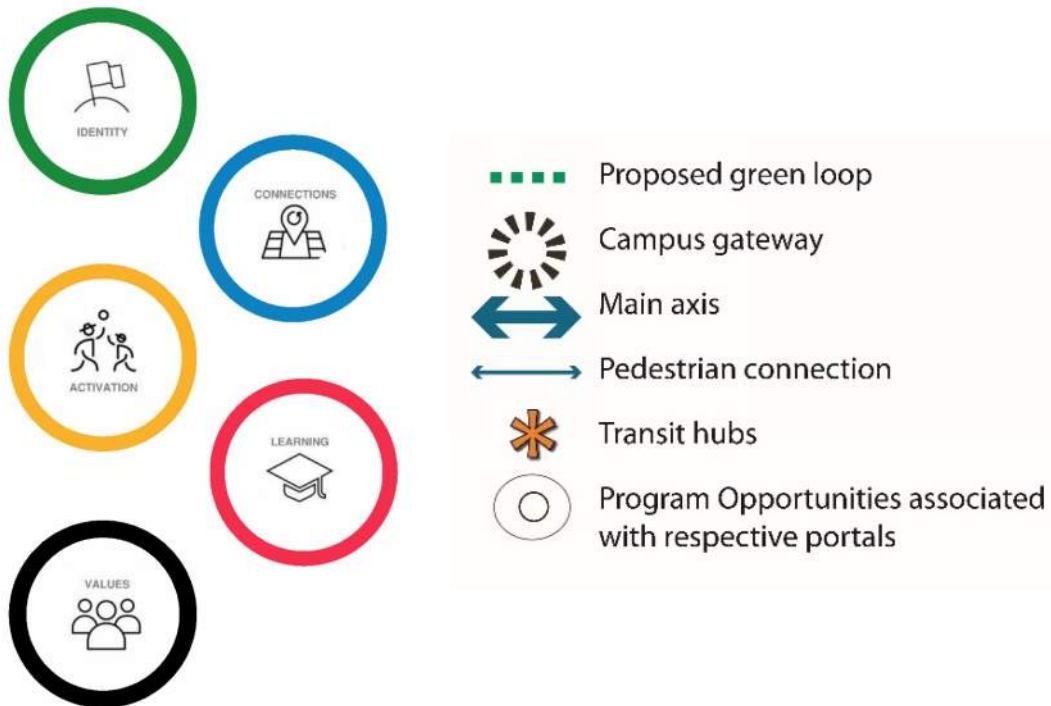 IDENTITY
CONNECTIONS
ACTIVATION
LEARNING
VALUES
Proposed green loop
Campus gateway
Main axis
Pedestrian connection
Transit hubs
Program Opportunities associated
with respective portals